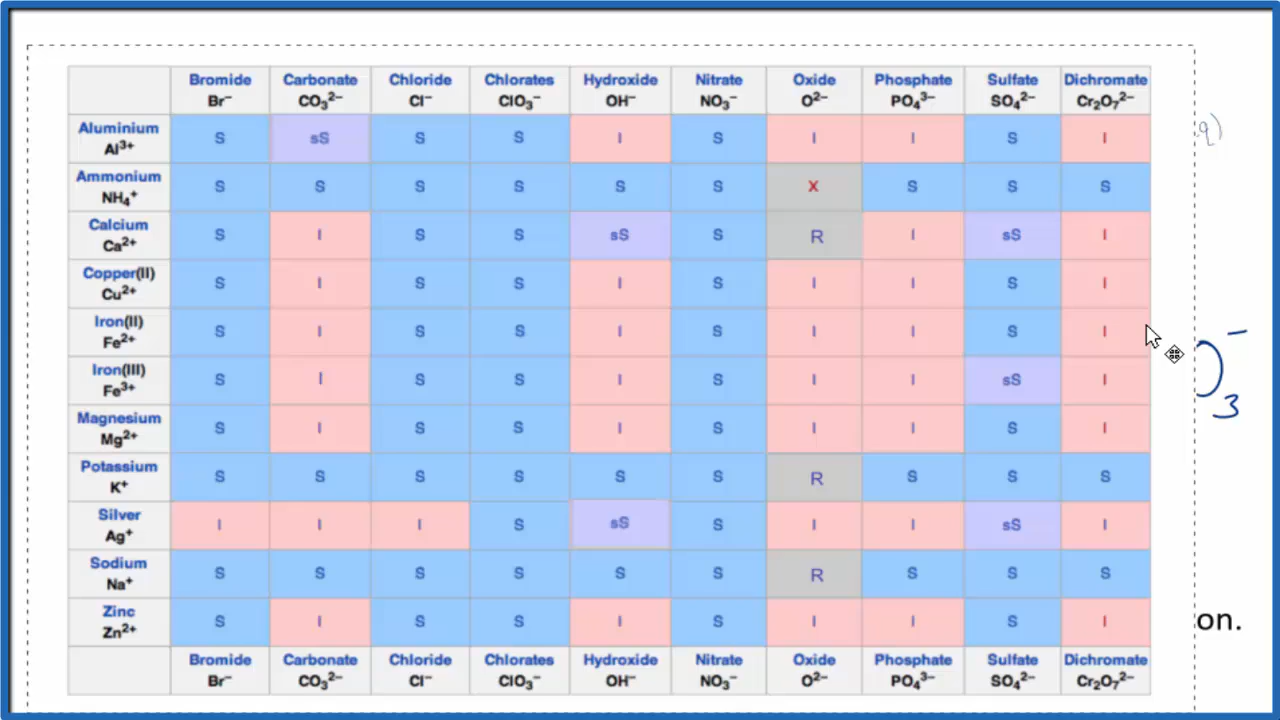 Bromide Carbonate Chloride Chlorates Hydroxide Nitrate Oxide Phosphate Sulfate Dichromate
Br⁻ CO₃²⁻ Cl⁻ ClO₃⁻ OH⁻ NO₃⁻ O²⁻ PO₄³⁻ SO₄²⁻ Cr₂O₇²⁻
Aluminium
Al³⁺ S sS S S I S I I S I
q)
Ammonium
NH₄⁺ S S S S S S X S S S
Calcium
Ca²⁺ S I S S sS S R I sS I
Copper(II)
Cu²⁺ S I S S I S I I S I
Iron(II)
Fe²⁺ S I S S I S I I S I
Iron(III)
Fe³⁺ S I S S I S I I sS I
O₃⁻
Magnesium
Mg²⁺ S I S S I S I I S I
Potassium
K⁺ S S S S S S R S S S
Silver
Ag⁺ I I I S sS S I I sS I
Sodium
Na⁺ S S S S S S R S S S
Zinc
Zn²⁺ S I S S I S I I S I
on.
Bromide Carbonate Chloride Chlorates Hydroxide Nitrate Oxide Phosphate Sulfate Dichromate
Br⁻ CO₃²⁻ Cl⁻ ClO₃⁻ OH⁻ NO₃⁻ O²⁻ PO₄³⁻ SO₄²⁻ Cr₂O₇²⁻